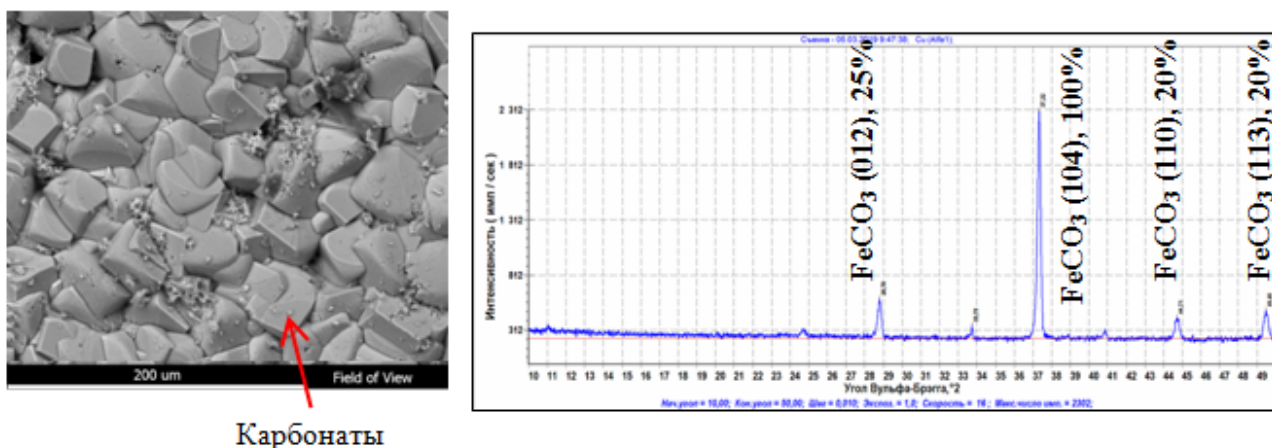 200 um
Field of View
Карбонаты
Съемка - 05.03.2019 9:47:38; Cu (Alfa1)
Интенсивность ( имп / сек )
2 312
1 812
1 312
812
312
FeCO₃ (012), 25%
FeCO₃ (104), 100%
FeCO₃ (110), 20%
FeCO₃ (113), 20%
10 11 12 13 14 15 16 17 18 19 20 21 22 23 24 25 26 27 28 29 30 31 32 33 34 35 36 37 38 39 40 41 42 43 44 45 46 47 48 49
Угол Вульфа-Брэгга,°2
Нач.угол = 10,00; Кон.угол = 50,00; Шаг = 0,010; Экспоз. = 1,0; Скорость = 16 ; Макс.число имп. = 2302;